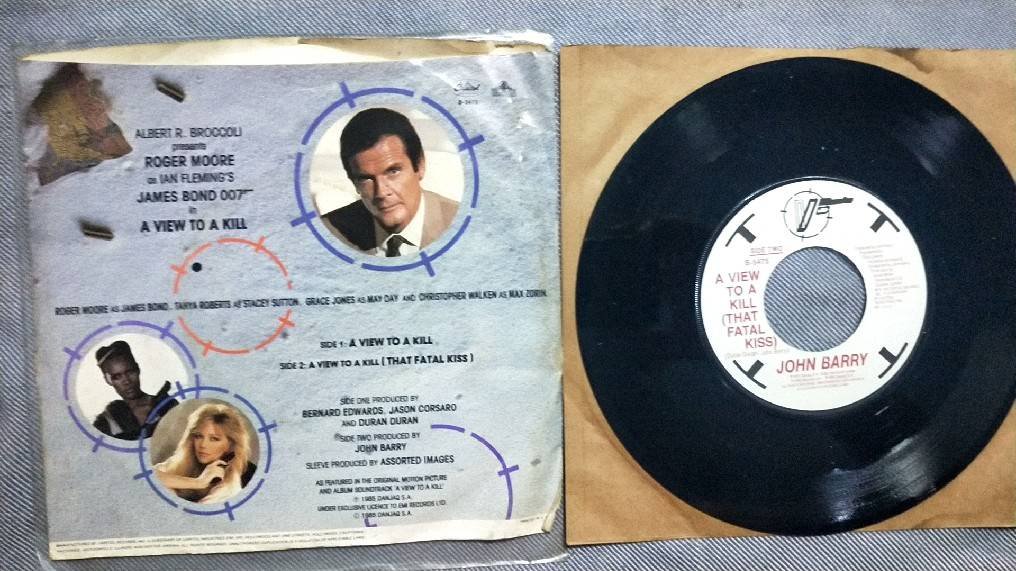 Capitol
B-5475
ALBERT R. BROCCOLI
presents
ROGER MOORE
as IAN FLEMING'S
JAMES BOND 007
in
A VIEW TO A KILL
ROGER MOORE AS JAMES BOND. TANYA ROBERTS AS STACEY SUTTON. GRACE JONES AS MAY DAY AND CHRISTOPHER WALKEN AS MAX ZORIN.
SIDE 1: A VIEW TO A KILL
SIDE 2: A VIEW TO A KILL (THAT FATAL KISS)
SIDE ONE PRODUCED BY
BERNARD EDWARDS, JASON CORSARO
AND DURAN DURAN
SIDE TWO PRODUCED BY
JOHN BARRY
SLEEVE PRODUCED BY ASSORTED IMAGES
AS FEATURED IN THE ORIGINAL MOTION PICTURE
AND ALBUM SOUNDTRACK 'A VIEW TO A KILL'
℗ 1985 DANJAQ S.A.
UNDER EXCLUSIVE LICENCE TO EMI RECORDS LTD.
© 1985 DANJAQ S.A.
SIDE TWO
B-5475
A VIEW
TO A
KILL
(THAT
FATAL
KISS)
JOHN BARRY